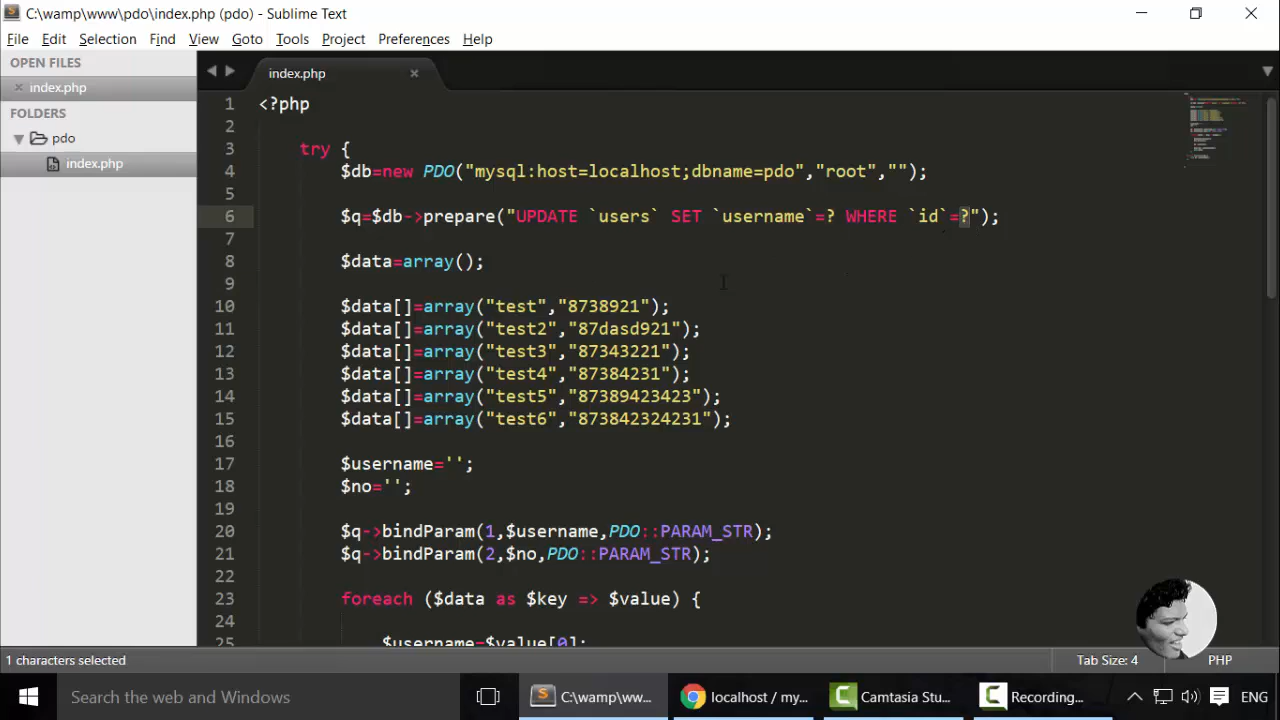 C:\wamp\www\pdo\index.php (pdo) - Sublime Text
File Edit Selection Find View Goto Tools Project Preferences Help
OPEN FILES
index.php
FOLDERS
pdo
index.php
index.php
1 <?php
2
3 try {
4 $db=new PDO("mysql:host=localhost;dbname=pdo","root","");
5
6 $q=$db->prepare("UPDATE `users` SET `username`=? WHERE `id`=?");
7
8 $data=array();
9
10 $data[]=array("test","8738921");
11 $data[]=array("test2","87dasd921");
12 $data[]=array("test3","87343221");
13 $data[]=array("test4","87384231");
14 $data[]=array("test5","87389423423");
15 $data[]=array("test6","873842324231");
16
17 $username='';
18 $no='';
19
20 $q->bindParam(1,$username,PDO::PARAM_STR);
21 $q->bindParam(2,$no,PDO::PARAM_STR);
22
23 foreach ($data as $key => $value) {
24
25 $username=$value[0];
1 characters selected
Tab Size: 4 PHP
Search the web and Windows
C:\wamp\ww...
localhost / my...
Camtasia Stu...
Recording...
ENG